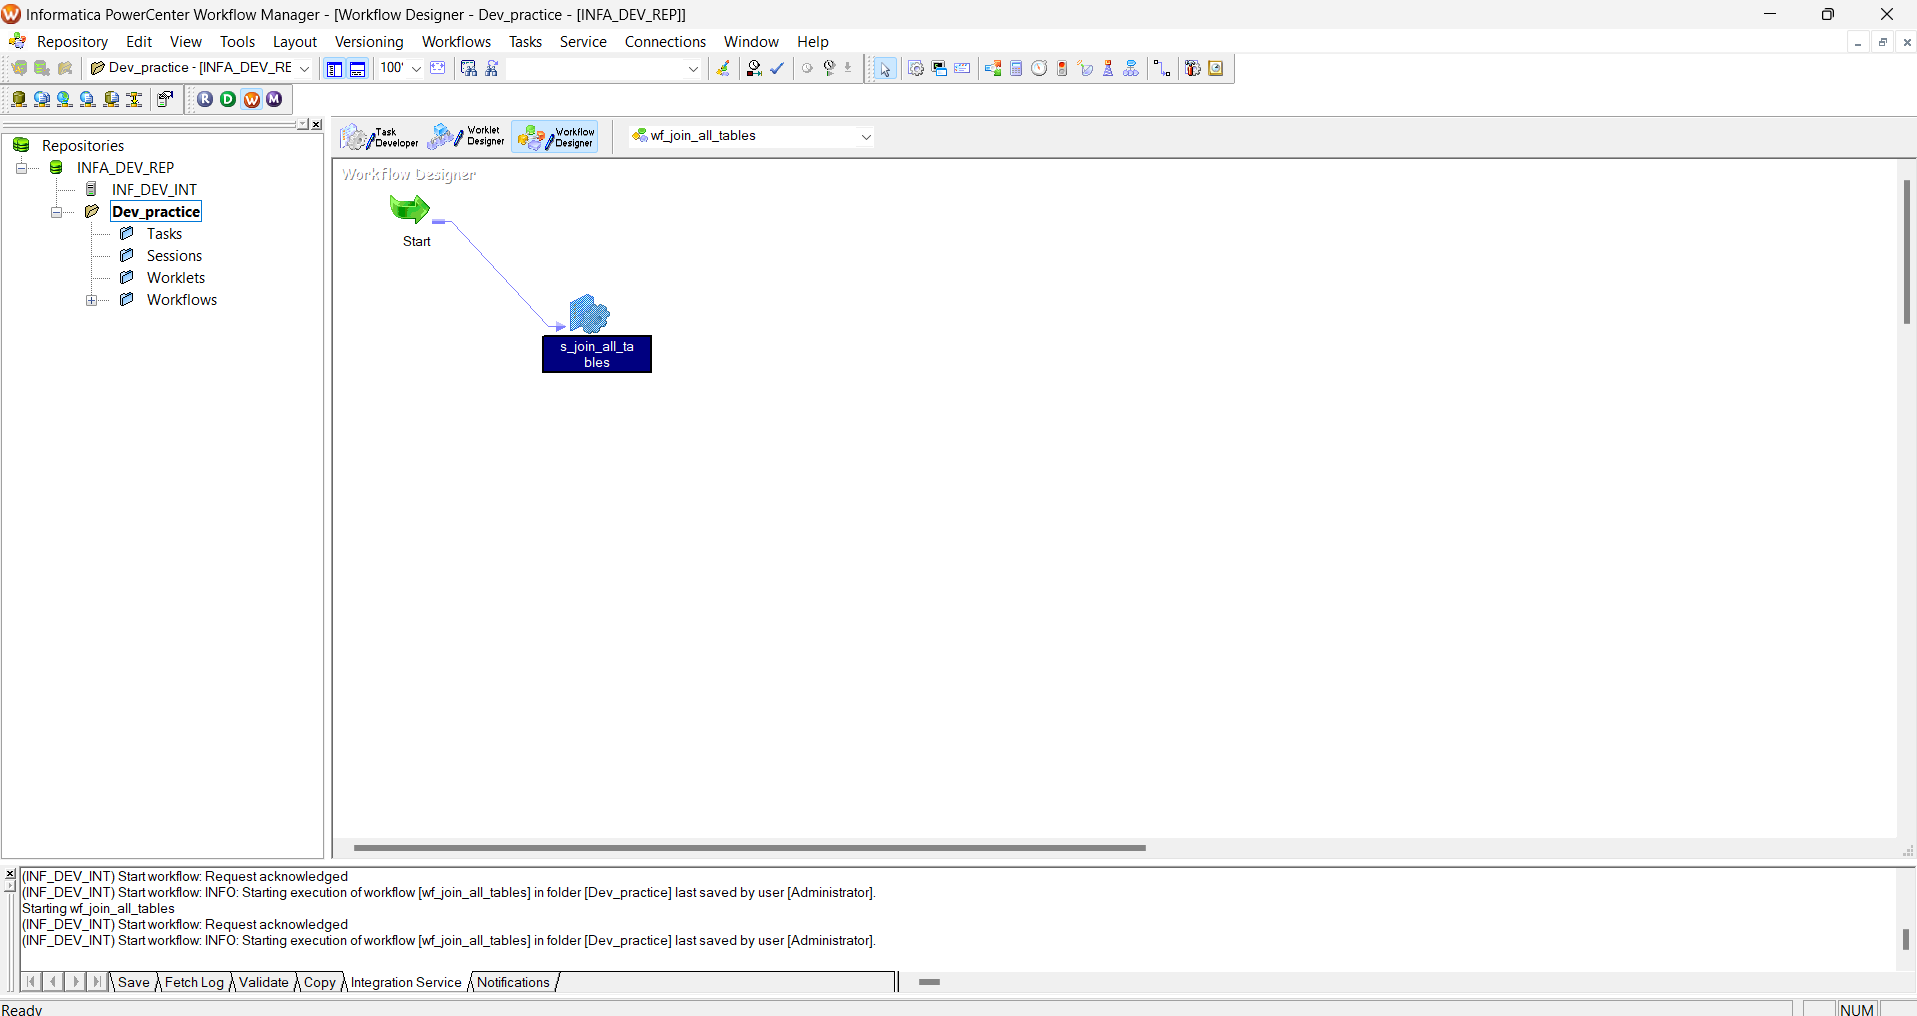 Informatica PowerCenter Workflow Manager - [Workflow Designer - Dev_practice - [INFA_DEV_REP]]
Repository Edit View Tools Layout Versioning Workflows Tasks Service Connections Window Help
Dev_practice - [INFA_DEV_RE 100'
R D W M
Task Developer
Worklet Designer
Workflow Designer
wf_join_all_tables
Repositories
INFA_DEV_REP
INF_DEV_INT
Dev_practice
Tasks
Sessions
Worklets
Workflows
Workflow Designer
Start
s_join_all_ta
bles
(INF_DEV_INT) Start workflow: Request acknowledged
(INF_DEV_INT) Start workflow: INFO: Starting execution of workflow [wf_join_all_tables] in folder [Dev_practice] last saved by user [Administrator].
Starting wf_join_all_tables
(INF_DEV_INT) Start workflow: Request acknowledged
(INF_DEV_INT) Start workflow: INFO: Starting execution of workflow [wf_join_all_tables] in folder [Dev_practice] last saved by user [Administrator].
Save Fetch Log Validate Copy Integration Service Notifications
Ready NUM